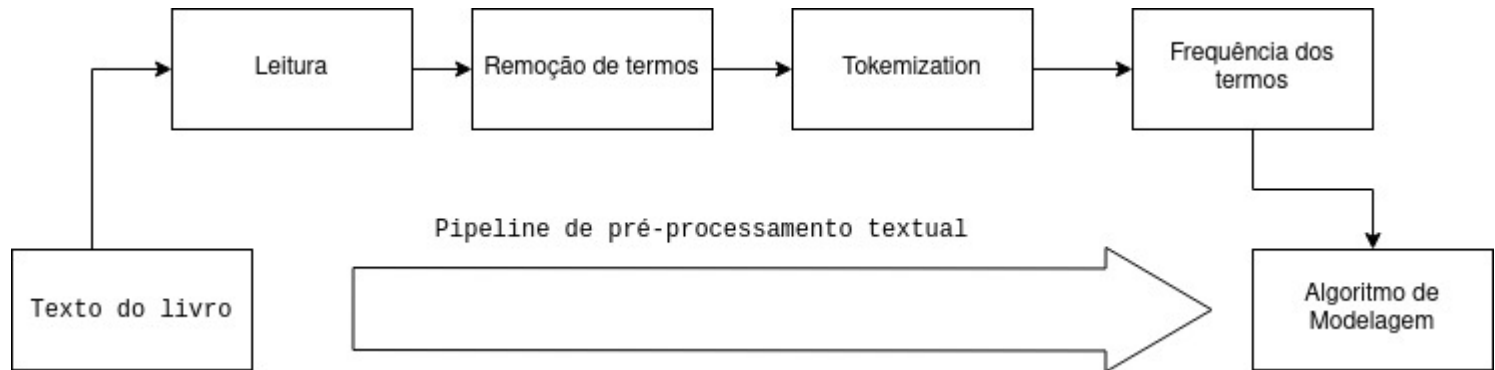 Leitura
Remoção de termos
Tokemization
Frequência dos
termos
Pipeline de pré-processamento textual
Texto do livro
Algoritmo de
Modelagem